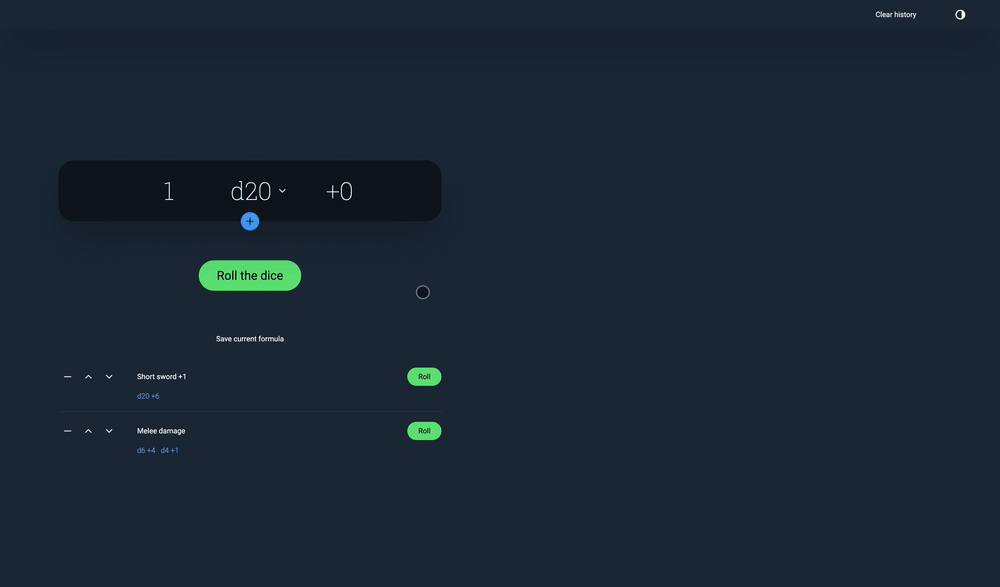 Clear history
1 d20 +0
Roll the dice
Save current formula
Short sword +1 Roll
d20 +6
Melee damage Roll
d6 +4 d4 +1